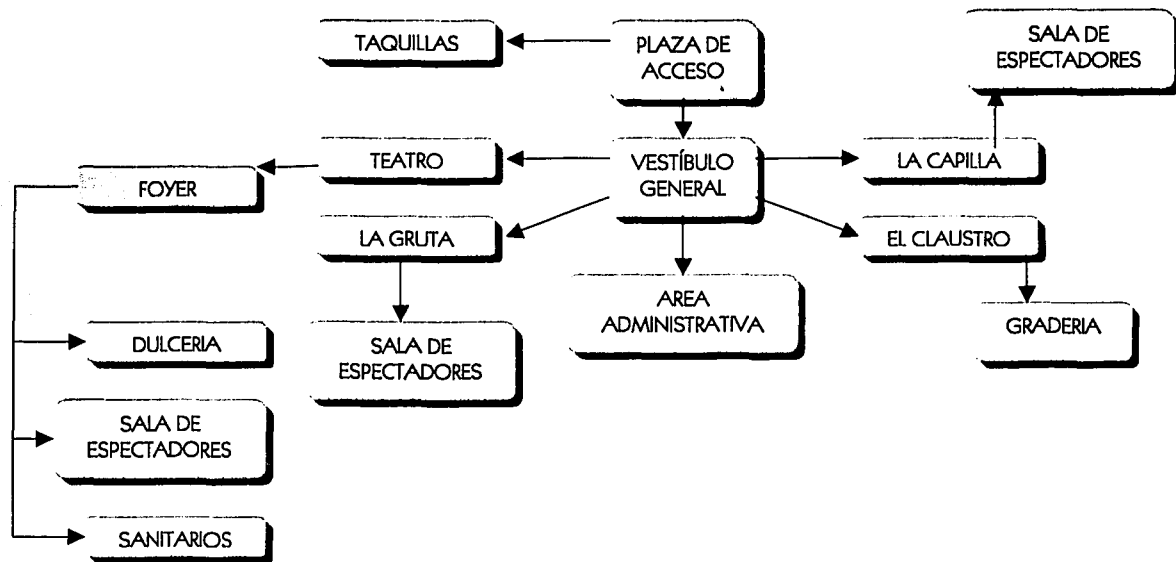 TAQUILLAS
PLAZA DE
ACCESO
SALA DE
ESPECTADORES
TEATRO
VESTÍBULO
GENERAL
LA CAPILLA
FOYER
LA GRUTA
EL CLAUSTRO
AREA
ADMINISTRATIVA
GRADERIA
DULCERIA
SALA DE
ESPECTADORES
SALA DE
ESPECTADORES
SANITARIOS